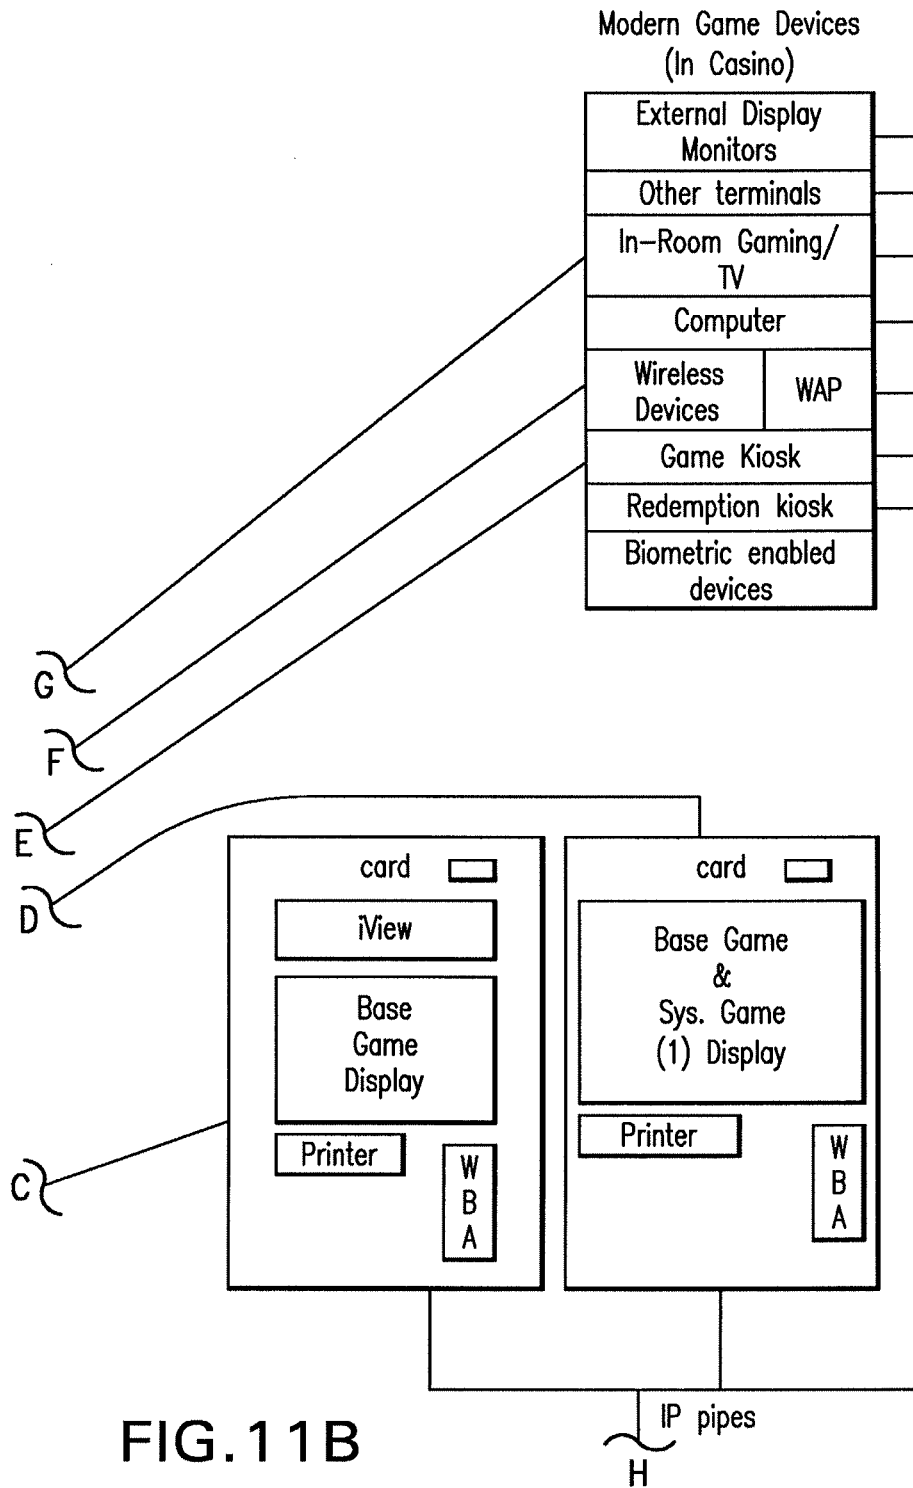 Modern Game Devices
(In Casino)
External Display
Monitors
Other terminals
In-Room Gaming/
TV
Computer
Wireless
Devices
WAP
Game Kiosk
Redemption kiosk
Biometric enabled
devices
G
F
E
D
card
iView
Base
Game
Display
Printer
W
B
A
card
Base Game
&
Sys. Game
(1) Display
Printer
W
B
A
C
IP pipes
H
FIG.11B